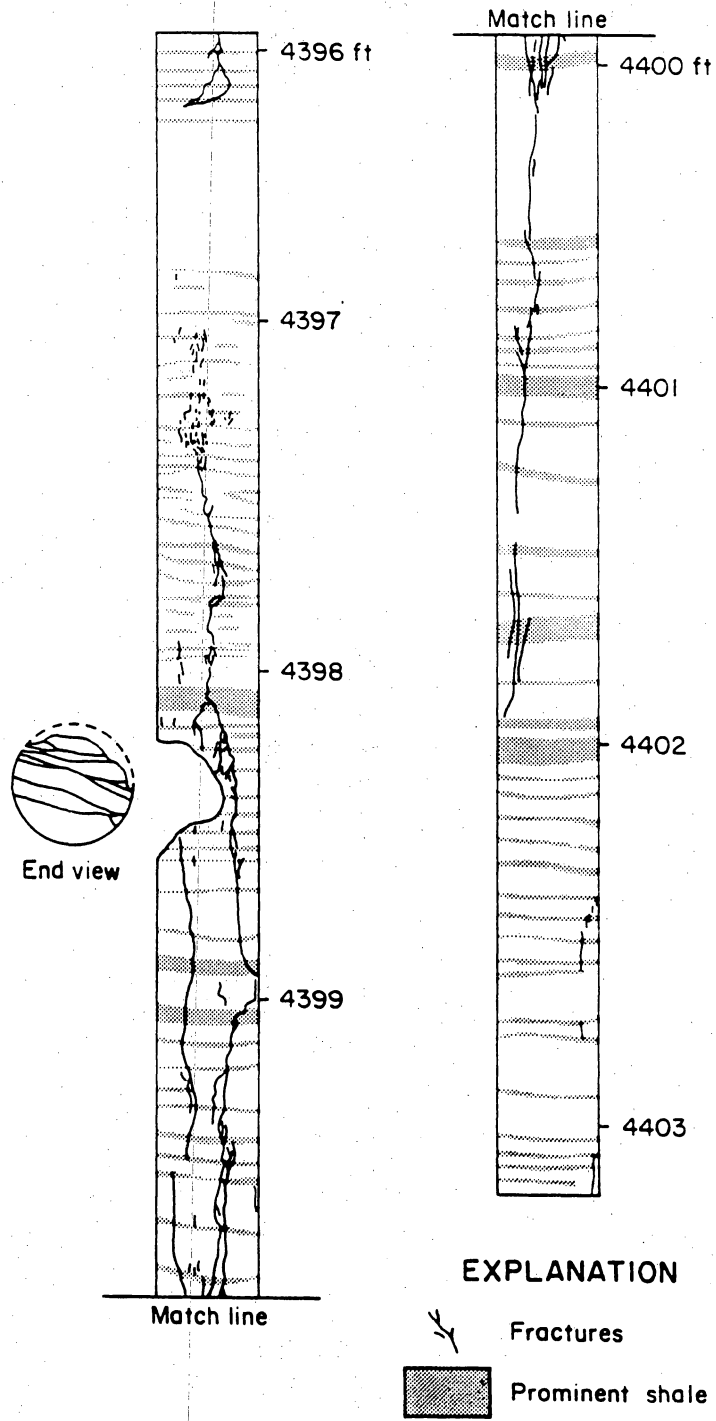 4396 ft
4397
4398
End view
4399
Match line
Match line
4400 ft
4401
4402
4403
EXPLANATION
Fractures
Prominent shale